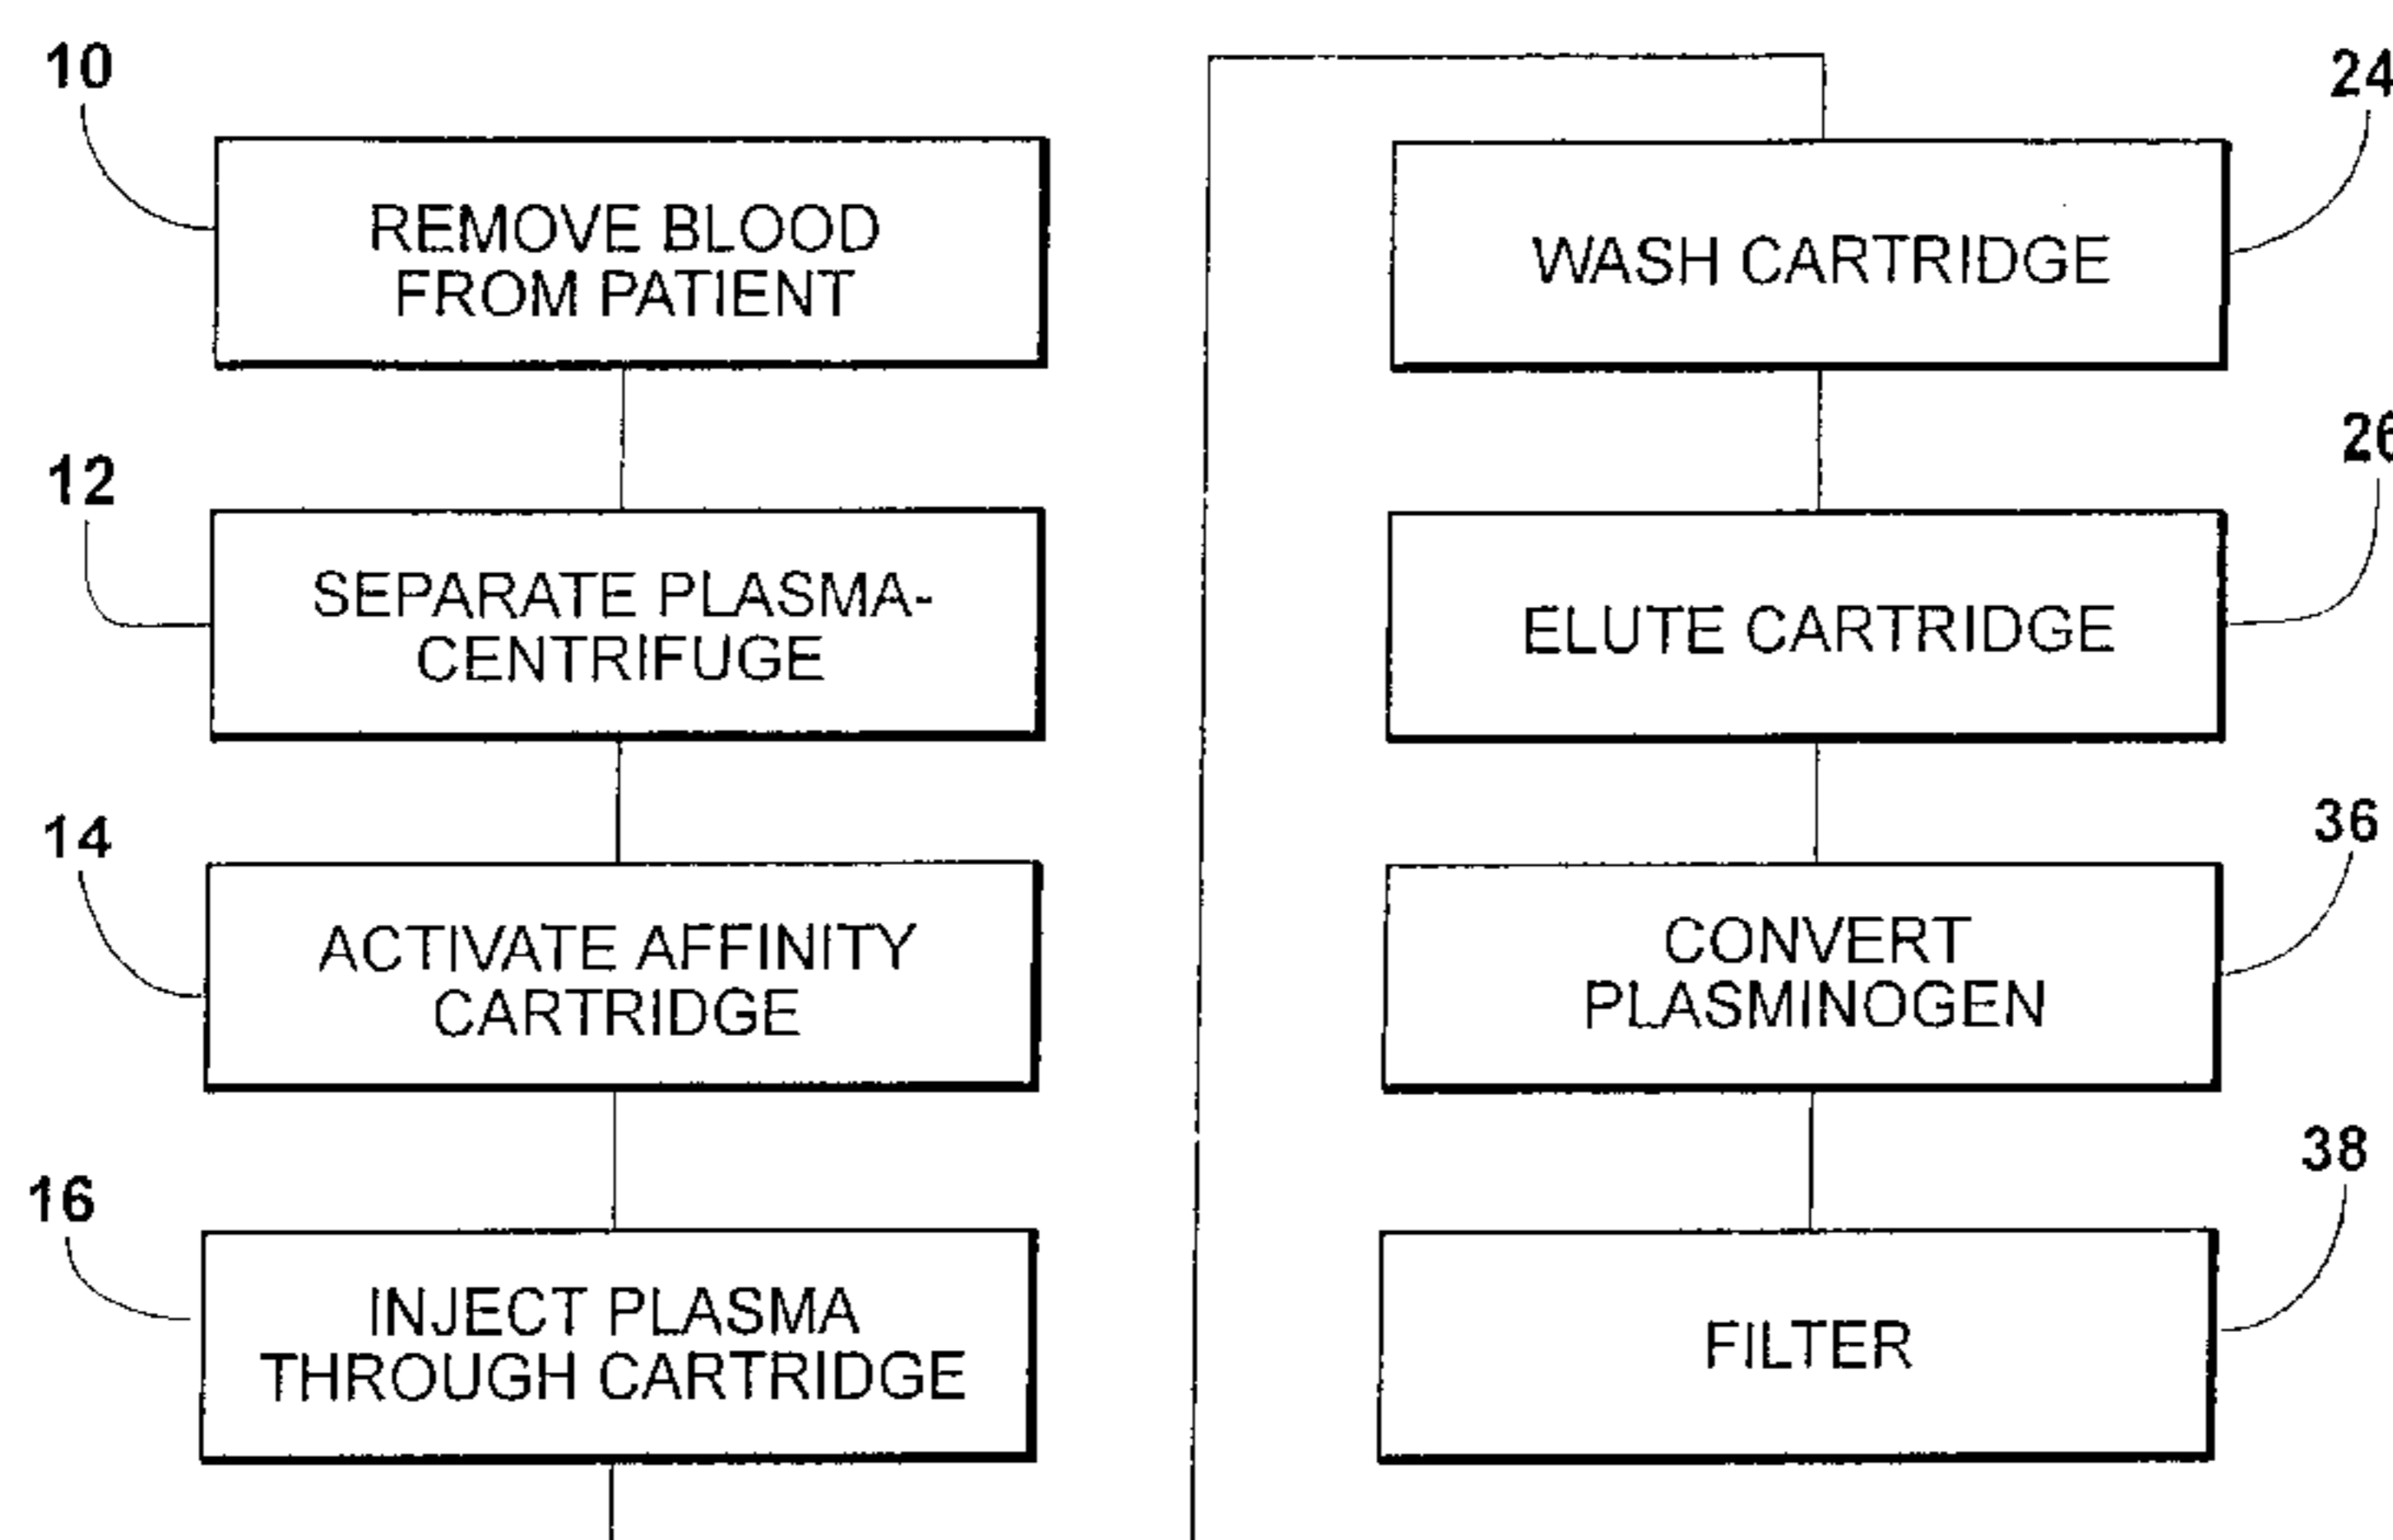 10
REMOVE BLOOD
FROM PATIENT
12
SEPARATE PLASMA-
CENTRIFUGE
14
ACTIVATE AFFINITY
CARTRIDGE
16
INJECT PLASMA
THROUGH CARTRIDGE
24
WASH CARTRIDGE
26
ELUTE CARTRIDGE
36
CONVERT
PLASMINOGEN
38
FILTER